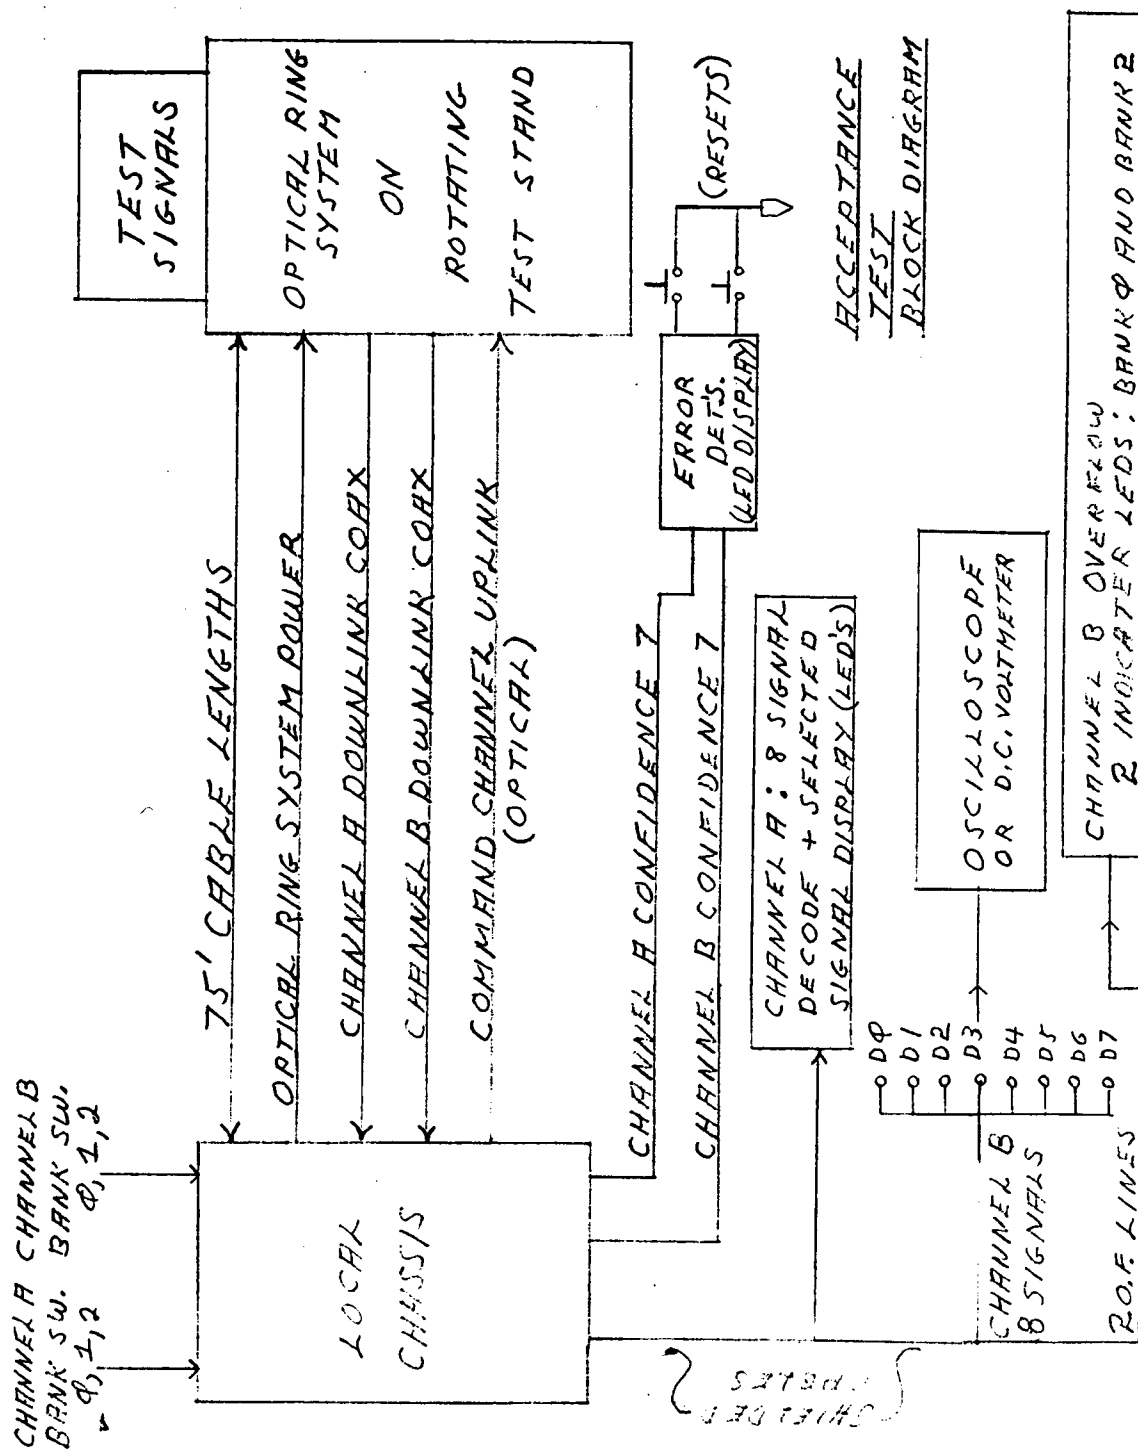 CHANNEL A
BANK SW.
Φ, 1, 2
CHANNEL B
BANK SW.
Φ, 1, 2
LOCAL
CHASSIS
75' CABLE LENGTHS
OPTICAL RING SYSTEM POWER
CHANNEL A DOWNLINK COAX
CHANNEL B DOWNLINK COAX
COMMAND CHANNEL UPLINK
(OPTICAL)
TEST
SIGNALS
OPTICAL RING
SYSTEM
ON
ROTATING
TEST STAND
CHANNEL A CONFIDENCE 7
CHANNEL B CONFIDENCE 7
ERROR
DET'S.
(LED DISPLAY)
(RESETS)
SHIELDED
CABLES
CHANNEL A: 8 SIGNAL
DECODE + SELECTED
SIGNAL DISPLAY (LED'S)
CHANNEL B
8 SIGNALS
DΦ
D1
D2
D3
D4
D5
D6
D7
OSCILLOSCOPE
OR D.C. VOLTMETER
2 O.F. LINES
CHANNEL B OVERFLOW
2 INDICATER LEDS: BANK Φ AND BANK 2
ACCEPTANCE
TEST
BLOCK DIAGRAM